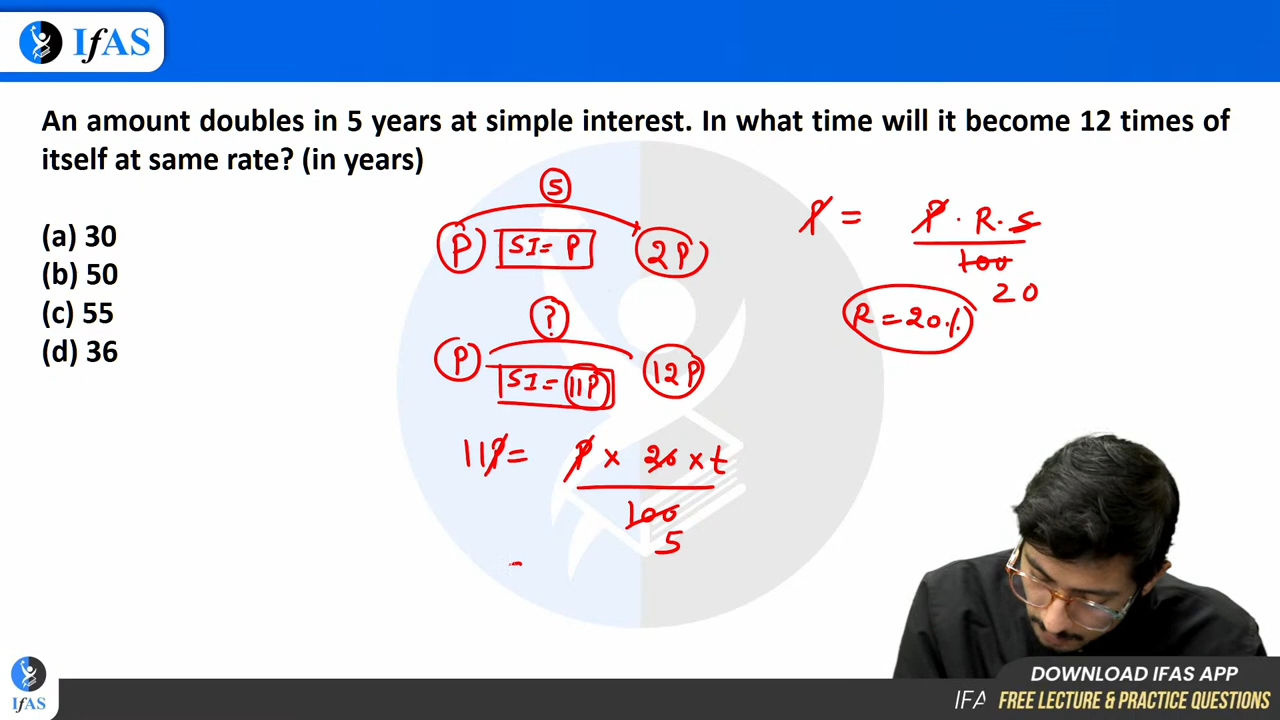 IfAS
An amount doubles in 5 years at simple interest. In what time will it become 12 times of
itself at same rate? (in years)
(a) 30
(b) 50
(c) 55
(d) 36
5
P SI = P 2P
?
P SI = 11P 12P
11P = P × 20 × t
100
5
P = P · R · 5
100
20
R = 20%
IfAS
DOWNLOAD IFAS APP
IFA FREE LECTURE & PRACTICE QUESTIONS